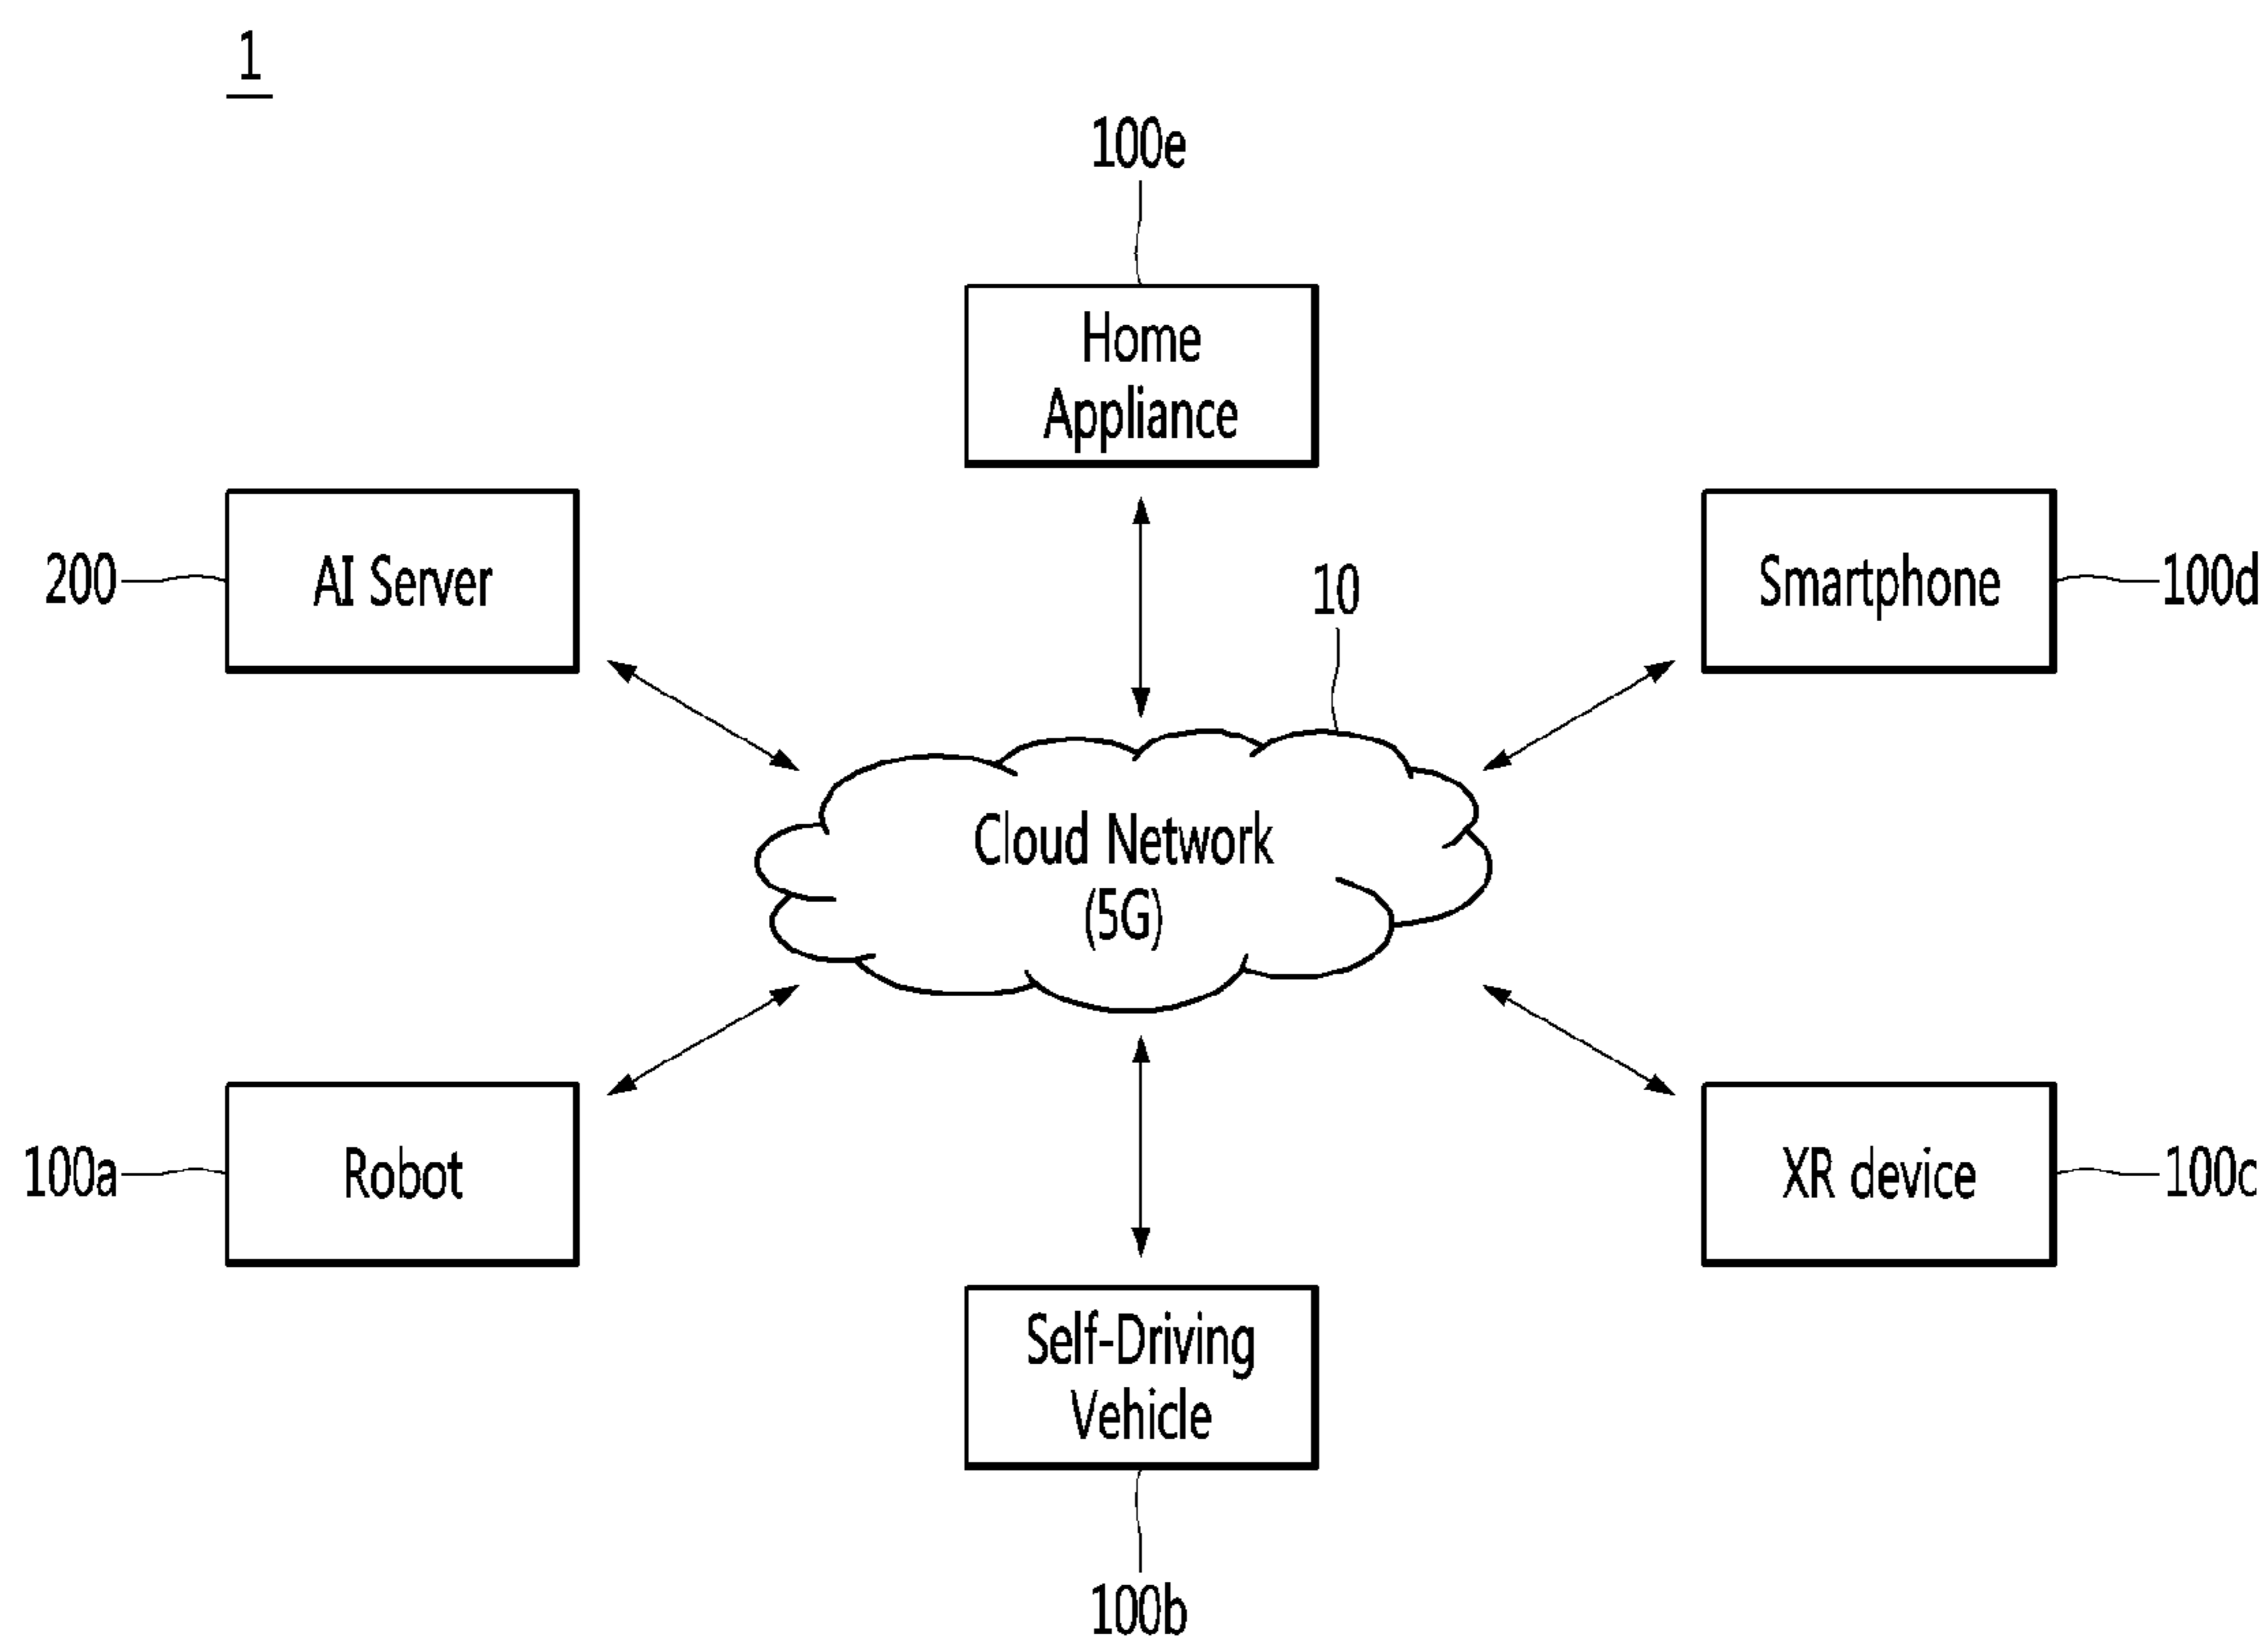 1
100e
Home
Appliance
200
AI Server
10
Smartphone
100d
Cloud Network
(5G)
100a
Robot
XR device
100c
Self-Driving
Vehicle
100b